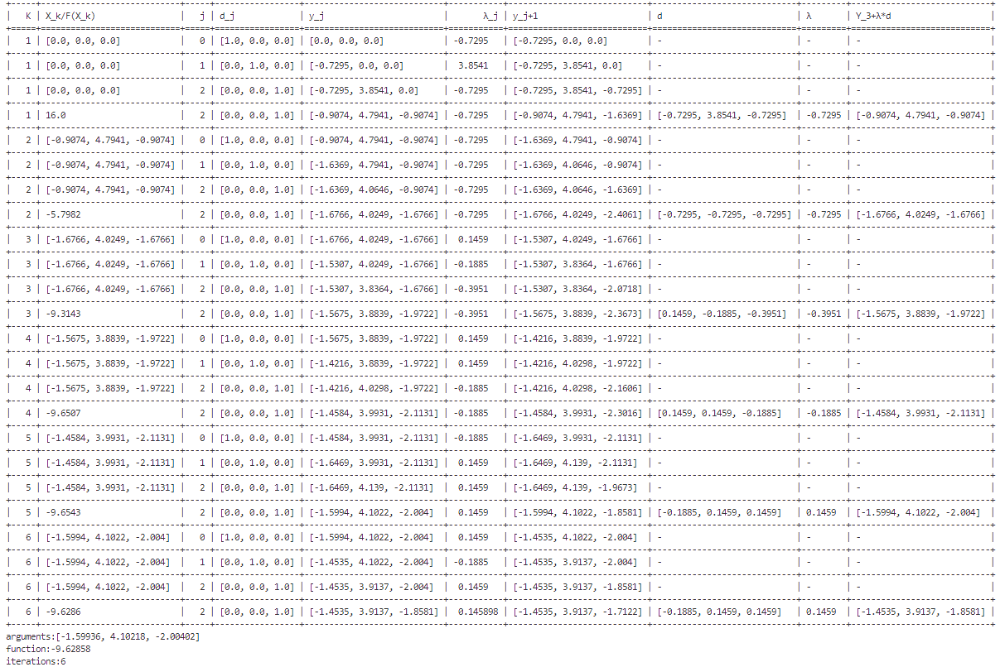 | K | X_k/F(X_k) | j | d_j | y_j | λ_j | y_j+1 | d | λ | Y_3+λ*d |
| 1 | [0.0, 0.0, 0.0] | 0 | [1.0, 0.0, 0.0] | [0.0, 0.0, 0.0] | -0.7295 | [-0.7295, 0.0, 0.0] | - | - | - |
| 1 | [0.0, 0.0, 0.0] | 1 | [0.0, 1.0, 0.0] | [-0.7295, 0.0, 0.0] | 3.8541 | [-0.7295, 3.8541, 0.0] | - | - | - |
| 1 | [0.0, 0.0, 0.0] | 2 | [0.0, 0.0, 1.0] | [-0.7295, 3.8541, 0.0] | -0.7295 | [-0.7295, 3.8541, -0.7295] | - | - | - |
| 1 | 16.0 | 2 | [0.0, 0.0, 1.0] | [-0.9074, 4.7941, -0.9074] | -0.7295 | [-0.9074, 4.7941, -1.6369] | [-0.7295, 3.8541, -0.7295] | -0.7295 | [-0.9074, 4.7941, -0.9074] |
| 2 | [-0.9074, 4.7941, -0.9074] | 0 | [1.0, 0.0, 0.0] | [-0.9074, 4.7941, -0.9074] | -0.7295 | [-1.6369, 4.7941, -0.9074] | - | - | - |
| 2 | [-0.9074, 4.7941, -0.9074] | 1 | [0.0, 1.0, 0.0] | [-1.6369, 4.7941, -0.9074] | -0.7295 | [-1.6369, 4.0646, -0.9074] | - | - | - |
| 2 | [-0.9074, 4.7941, -0.9074] | 2 | [0.0, 0.0, 1.0] | [-1.6369, 4.0646, -0.9074] | -0.7295 | [-1.6369, 4.0646, -1.6369] | - | - | - |
| 2 | -5.7982 | 2 | [0.0, 0.0, 1.0] | [-1.6766, 4.0249, -1.6766] | -0.7295 | [-1.6766, 4.0249, -2.4061] | [-0.7295, -0.7295, -0.7295] | -0.7295 | [-1.6766, 4.0249, -1.6766] |
| 3 | [-1.6766, 4.0249, -1.6766] | 0 | [1.0, 0.0, 0.0] | [-1.6766, 4.0249, -1.6766] | 0.1459 | [-1.5307, 4.0249, -1.6766] | - | - | - |
| 3 | [-1.6766, 4.0249, -1.6766] | 1 | [0.0, 1.0, 0.0] | [-1.5307, 4.0249, -1.6766] | -0.1885 | [-1.5307, 3.8364, -1.6766] | - | - | - |
| 3 | [-1.6766, 4.0249, -1.6766] | 2 | [0.0, 0.0, 1.0] | [-1.5307, 3.8364, -1.6766] | -0.3951 | [-1.5307, 3.8364, -2.0718] | - | - | - |
| 3 | -9.3143 | 2 | [0.0, 0.0, 1.0] | [-1.5675, 3.8839, -1.9722] | -0.3951 | [-1.5675, 3.8839, -2.3673] | [0.1459, -0.1885, -0.3951] | -0.3951 | [-1.5675, 3.8839, -1.9722] |
| 4 | [-1.5675, 3.8839, -1.9722] | 0 | [1.0, 0.0, 0.0] | [-1.5675, 3.8839, -1.9722] | 0.1459 | [-1.4216, 3.8839, -1.9722] | - | - | - |
| 4 | [-1.5675, 3.8839, -1.9722] | 1 | [0.0, 1.0, 0.0] | [-1.4216, 3.8839, -1.9722] | 0.1459 | [-1.4216, 4.0298, -1.9722] | - | - | - |
| 4 | [-1.5675, 3.8839, -1.9722] | 2 | [0.0, 0.0, 1.0] | [-1.4216, 4.0298, -1.9722] | -0.1885 | [-1.4216, 4.0298, -2.1606] | - | - | - |
| 4 | -9.6507 | 2 | [0.0, 0.0, 1.0] | [-1.4584, 3.9931, -2.1131] | -0.1885 | [-1.4584, 3.9931, -2.3016] | [0.1459, 0.1459, -0.1885] | -0.1885 | [-1.4584, 3.9931, -2.1131] |
| 5 | [-1.4584, 3.9931, -2.1131] | 0 | [1.0, 0.0, 0.0] | [-1.4584, 3.9931, -2.1131] | -0.1885 | [-1.6469, 3.9931, -2.1131] | - | - | - |
| 5 | [-1.4584, 3.9931, -2.1131] | 1 | [0.0, 1.0, 0.0] | [-1.6469, 3.9931, -2.1131] | 0.1459 | [-1.6469, 4.139, -2.1131] | - | - | - |
| 5 | [-1.4584, 3.9931, -2.1131] | 2 | [0.0, 0.0, 1.0] | [-1.6469, 4.139, -2.1131] | 0.1459 | [-1.6469, 4.139, -1.9673] | - | - | - |
| 5 | -9.6543 | 2 | [0.0, 0.0, 1.0] | [-1.5994, 4.1022, -2.004] | 0.1459 | [-1.5994, 4.1022, -1.8581] | [-0.1885, 0.1459, 0.1459] | 0.1459 | [-1.5994, 4.1022, -2.004] |
| 6 | [-1.5994, 4.1022, -2.004] | 0 | [1.0, 0.0, 0.0] | [-1.5994, 4.1022, -2.004] | 0.1459 | [-1.4535, 4.1022, -2.004] | - | - | - |
| 6 | [-1.5994, 4.1022, -2.004] | 1 | [0.0, 1.0, 0.0] | [-1.4535, 4.1022, -2.004] | -0.1885 | [-1.4535, 3.9137, -2.004] | - | - | - |
| 6 | [-1.5994, 4.1022, -2.004] | 2 | [0.0, 0.0, 1.0] | [-1.4535, 3.9137, -2.004] | 0.1459 | [-1.4535, 3.9137, -1.8581] | - | - | - |
| 6 | -9.6286 | 2 | [0.0, 0.0, 1.0] | [-1.4535, 3.9137, -1.8581] | 0.145898 | [-1.4535, 3.9137, -1.7122] | [-0.1885, 0.1459, 0.1459] | 0.1459 | [-1.4535, 3.9137, -1.8581] |
arguments:[-1.59936, 4.10218, -2.00402]
function:-9.62858
iterations:6